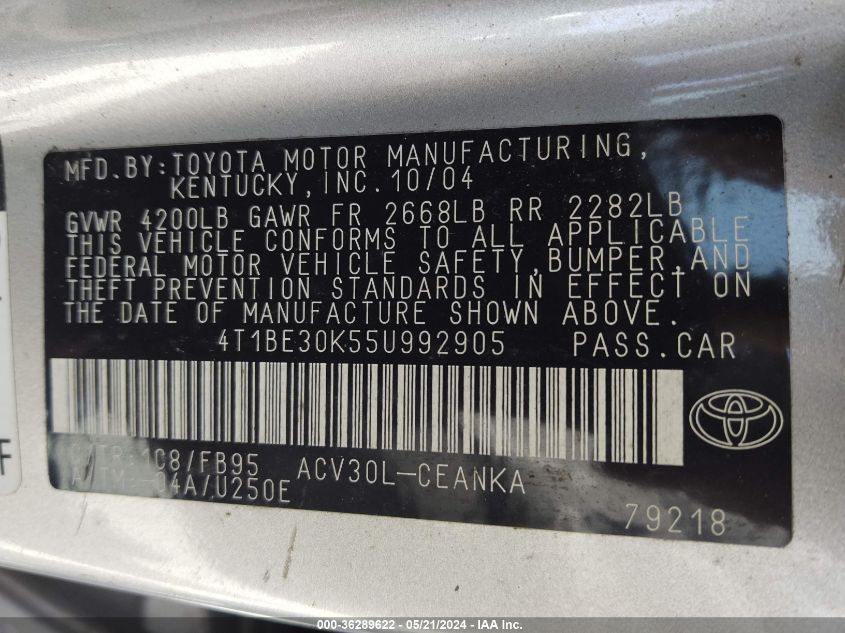 MFD.BY:TOYOTA MOTOR MANUFACTURING,
KENTUCKY,INC.10/04
GVWR 4200LB GAWR FR 2668LB RR 2282LB
THIS VEHICLE CONFORMS TO ALL APPLICABLE
FEDERAL MOTOR VEHICLE SAFETY,BUMPER,AND
THEFT PREVENTION STANDARDS IN EFFECT ON
THE DATE OF MANUFACTURE SHOWN ABOVE.
4T1BE30K55U992905 PASS.CAR
/FB95 ACV30L-CEANKA
04A/U250E
79218
F
000-36289622 - 05/21/2024 - IAA Inc.